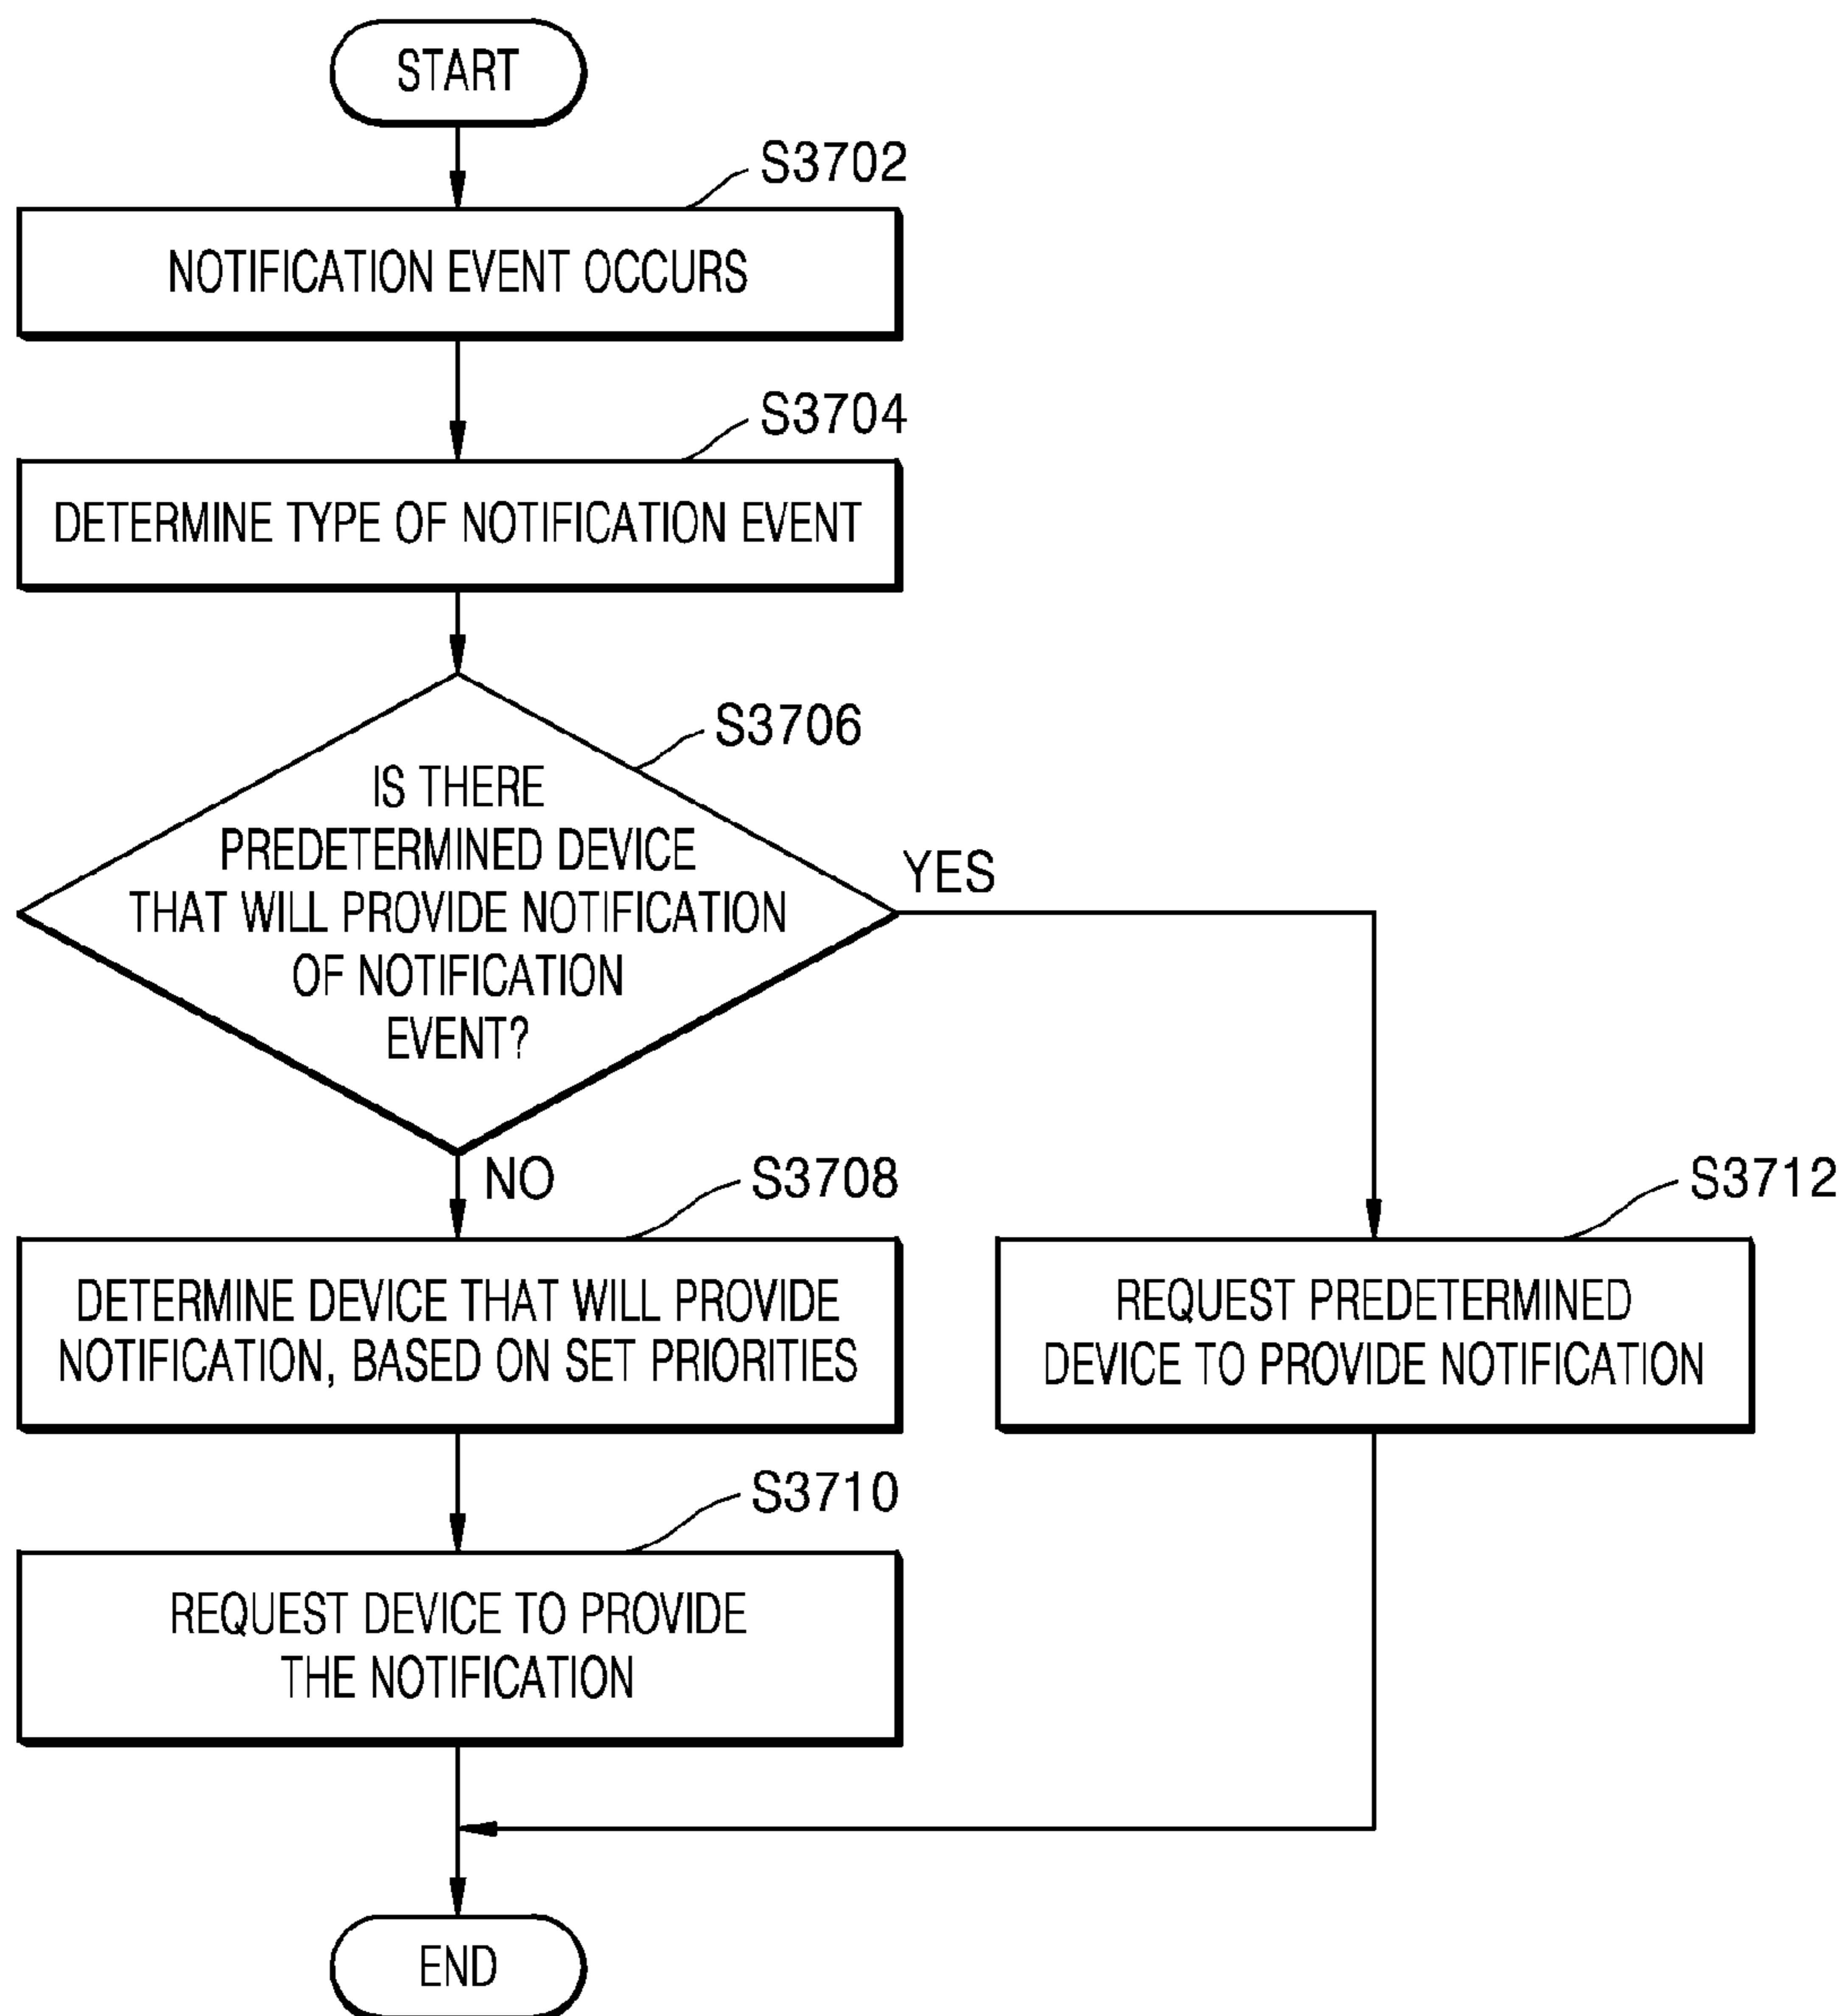 START
S3702
NOTIFICATION EVENT OCCURS
S3704
DETERMINE TYPE OF NOTIFICATION EVENT
S3706
IS THERE
PREDETERMINED DEVICE
THAT WILL PROVIDE NOTIFICATION
OF NOTIFICATION
EVENT?
YES
NO
S3708
DETERMINE DEVICE THAT WILL PROVIDE
NOTIFICATION, BASED ON SET PRIORITIES
S3712
REQUEST PREDETERMINED
DEVICE TO PROVIDE NOTIFICATION
S3710
REQUEST DEVICE TO PROVIDE
THE NOTIFICATION
END